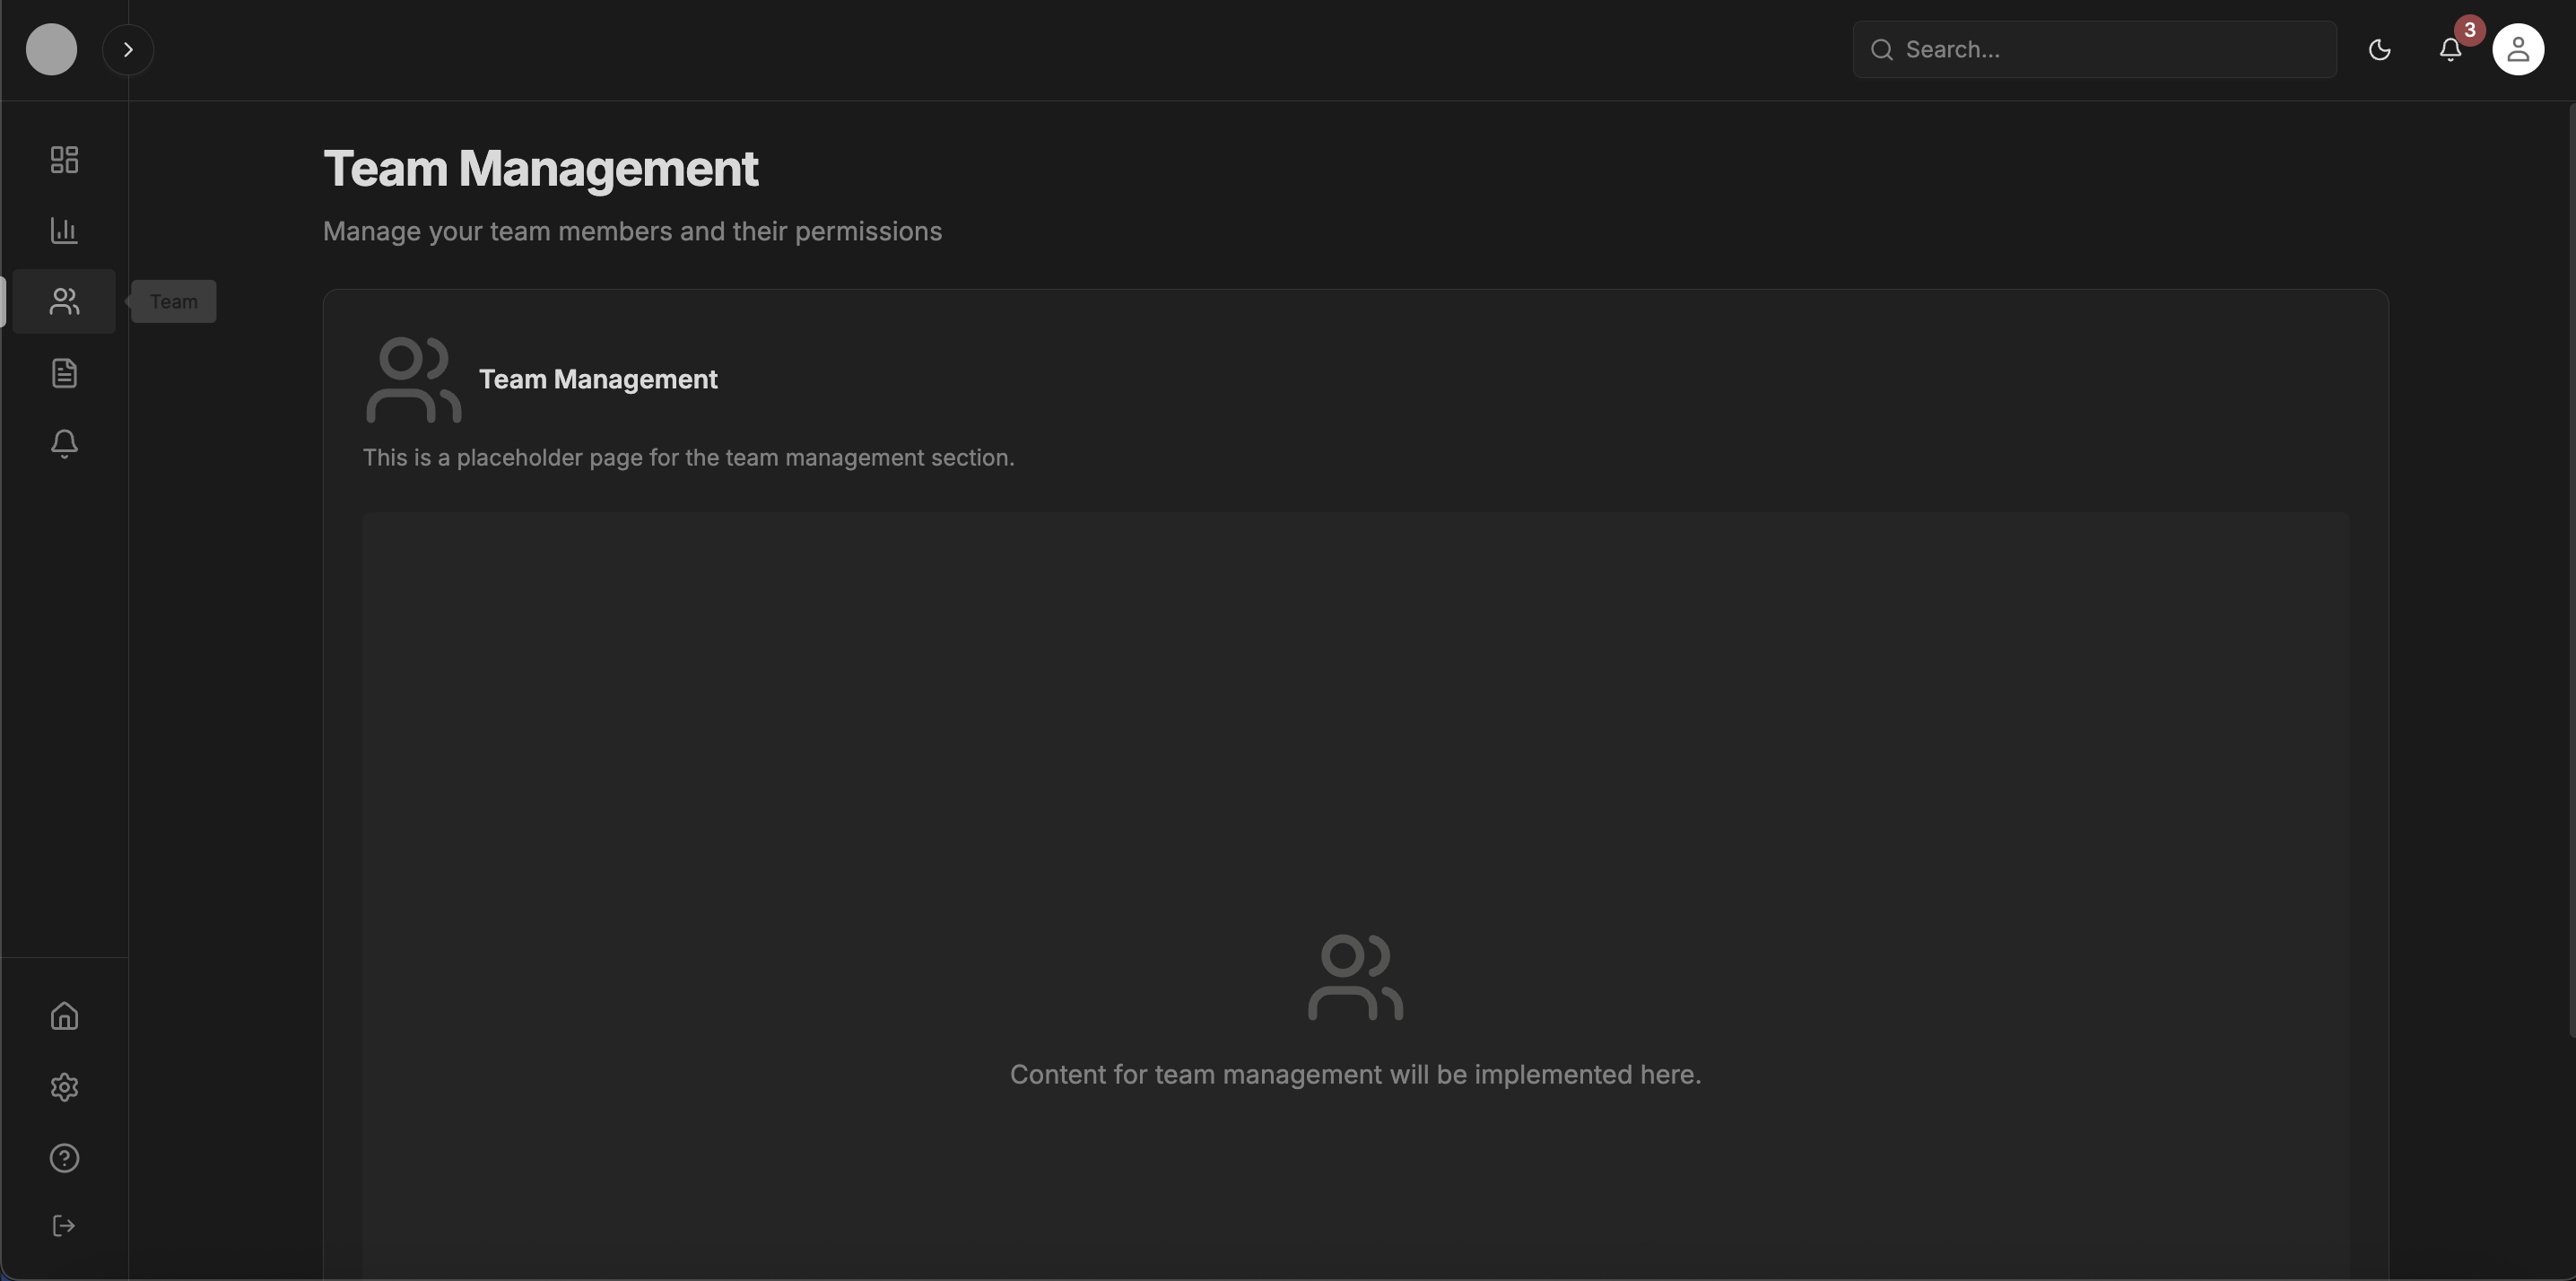 Search...
3
Team Management
Manage your team members and their permissions
Team
Team Management
This is a placeholder page for the team management section.
Content for team management will be implemented here.